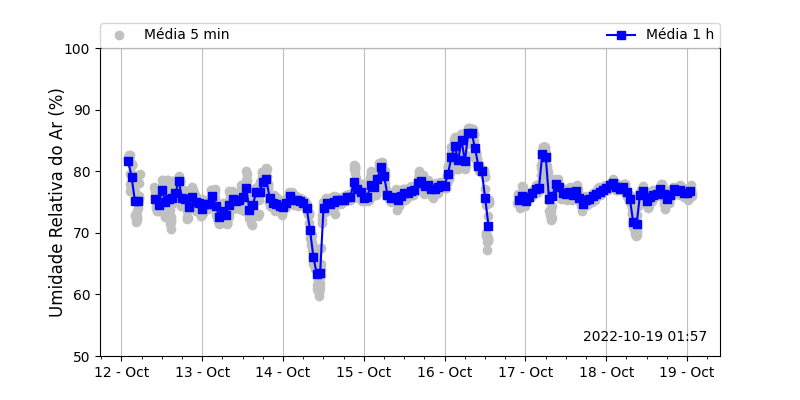 Média 5 min
Média 1 h
Umidade Relativa do Ar (%)
100
90
80
70
60
50
2022-10-19 01:57
12 - Oct
13 - Oct
14 - Oct
15 - Oct
16 - Oct
17 - Oct
18 - Oct
19 - Oct